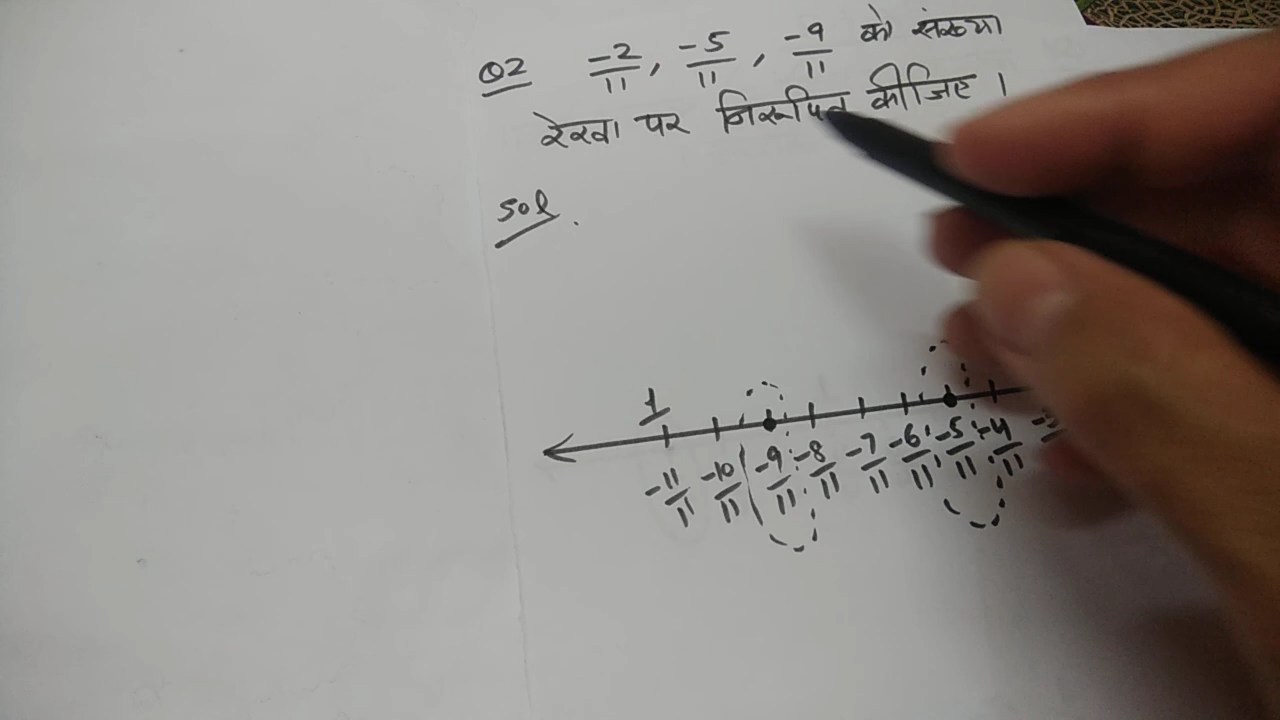 Q2 -2/11, -5/11, -9/11 को संख्या
रेखा पर निरूपित कीजिए ।
Sol.
-11/11 -10/11 -9/11 -8/11 -7/11 -6/11 -5/11 -4/11